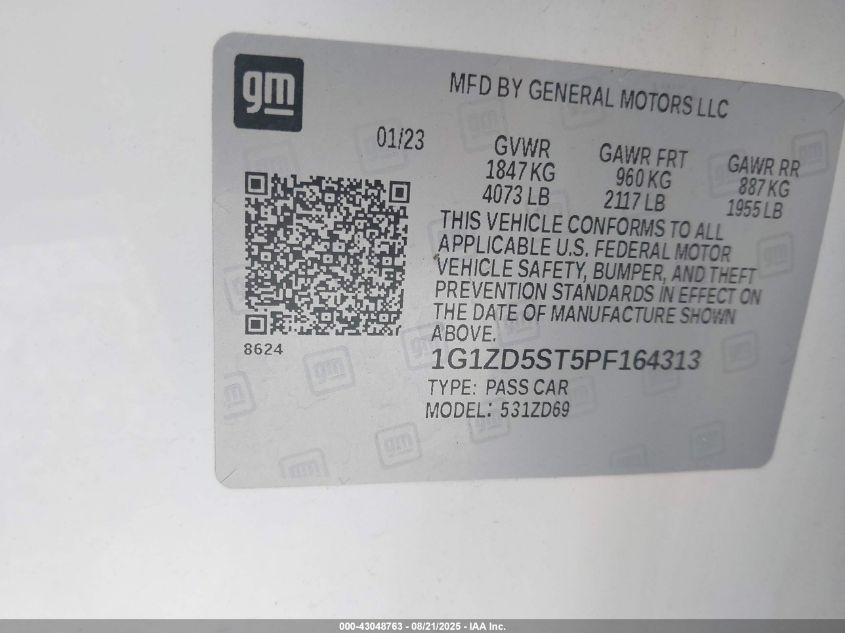 gm
MFD BY GENERAL MOTORS LLC
01/23
GVWR
1847 KG
4073 LB
GAWR FRT
960 KG
2117 LB
GAWR RR
887 KG
1955 LB
THIS VEHICLE CONFORMS TO ALL
APPLICABLE U.S. FEDERAL MOTOR
VEHICLE SAFETY, BUMPER, AND THEFT
PREVENTION STANDARDS IN EFFECT ON
THE DATE OF MANUFACTURE SHOWN
ABOVE.
8624
1G1ZD5ST5PF164313
TYPE: PASS CAR
MODEL: 531ZD69
000-43048763 - 08/21/2025 - IAA Inc.